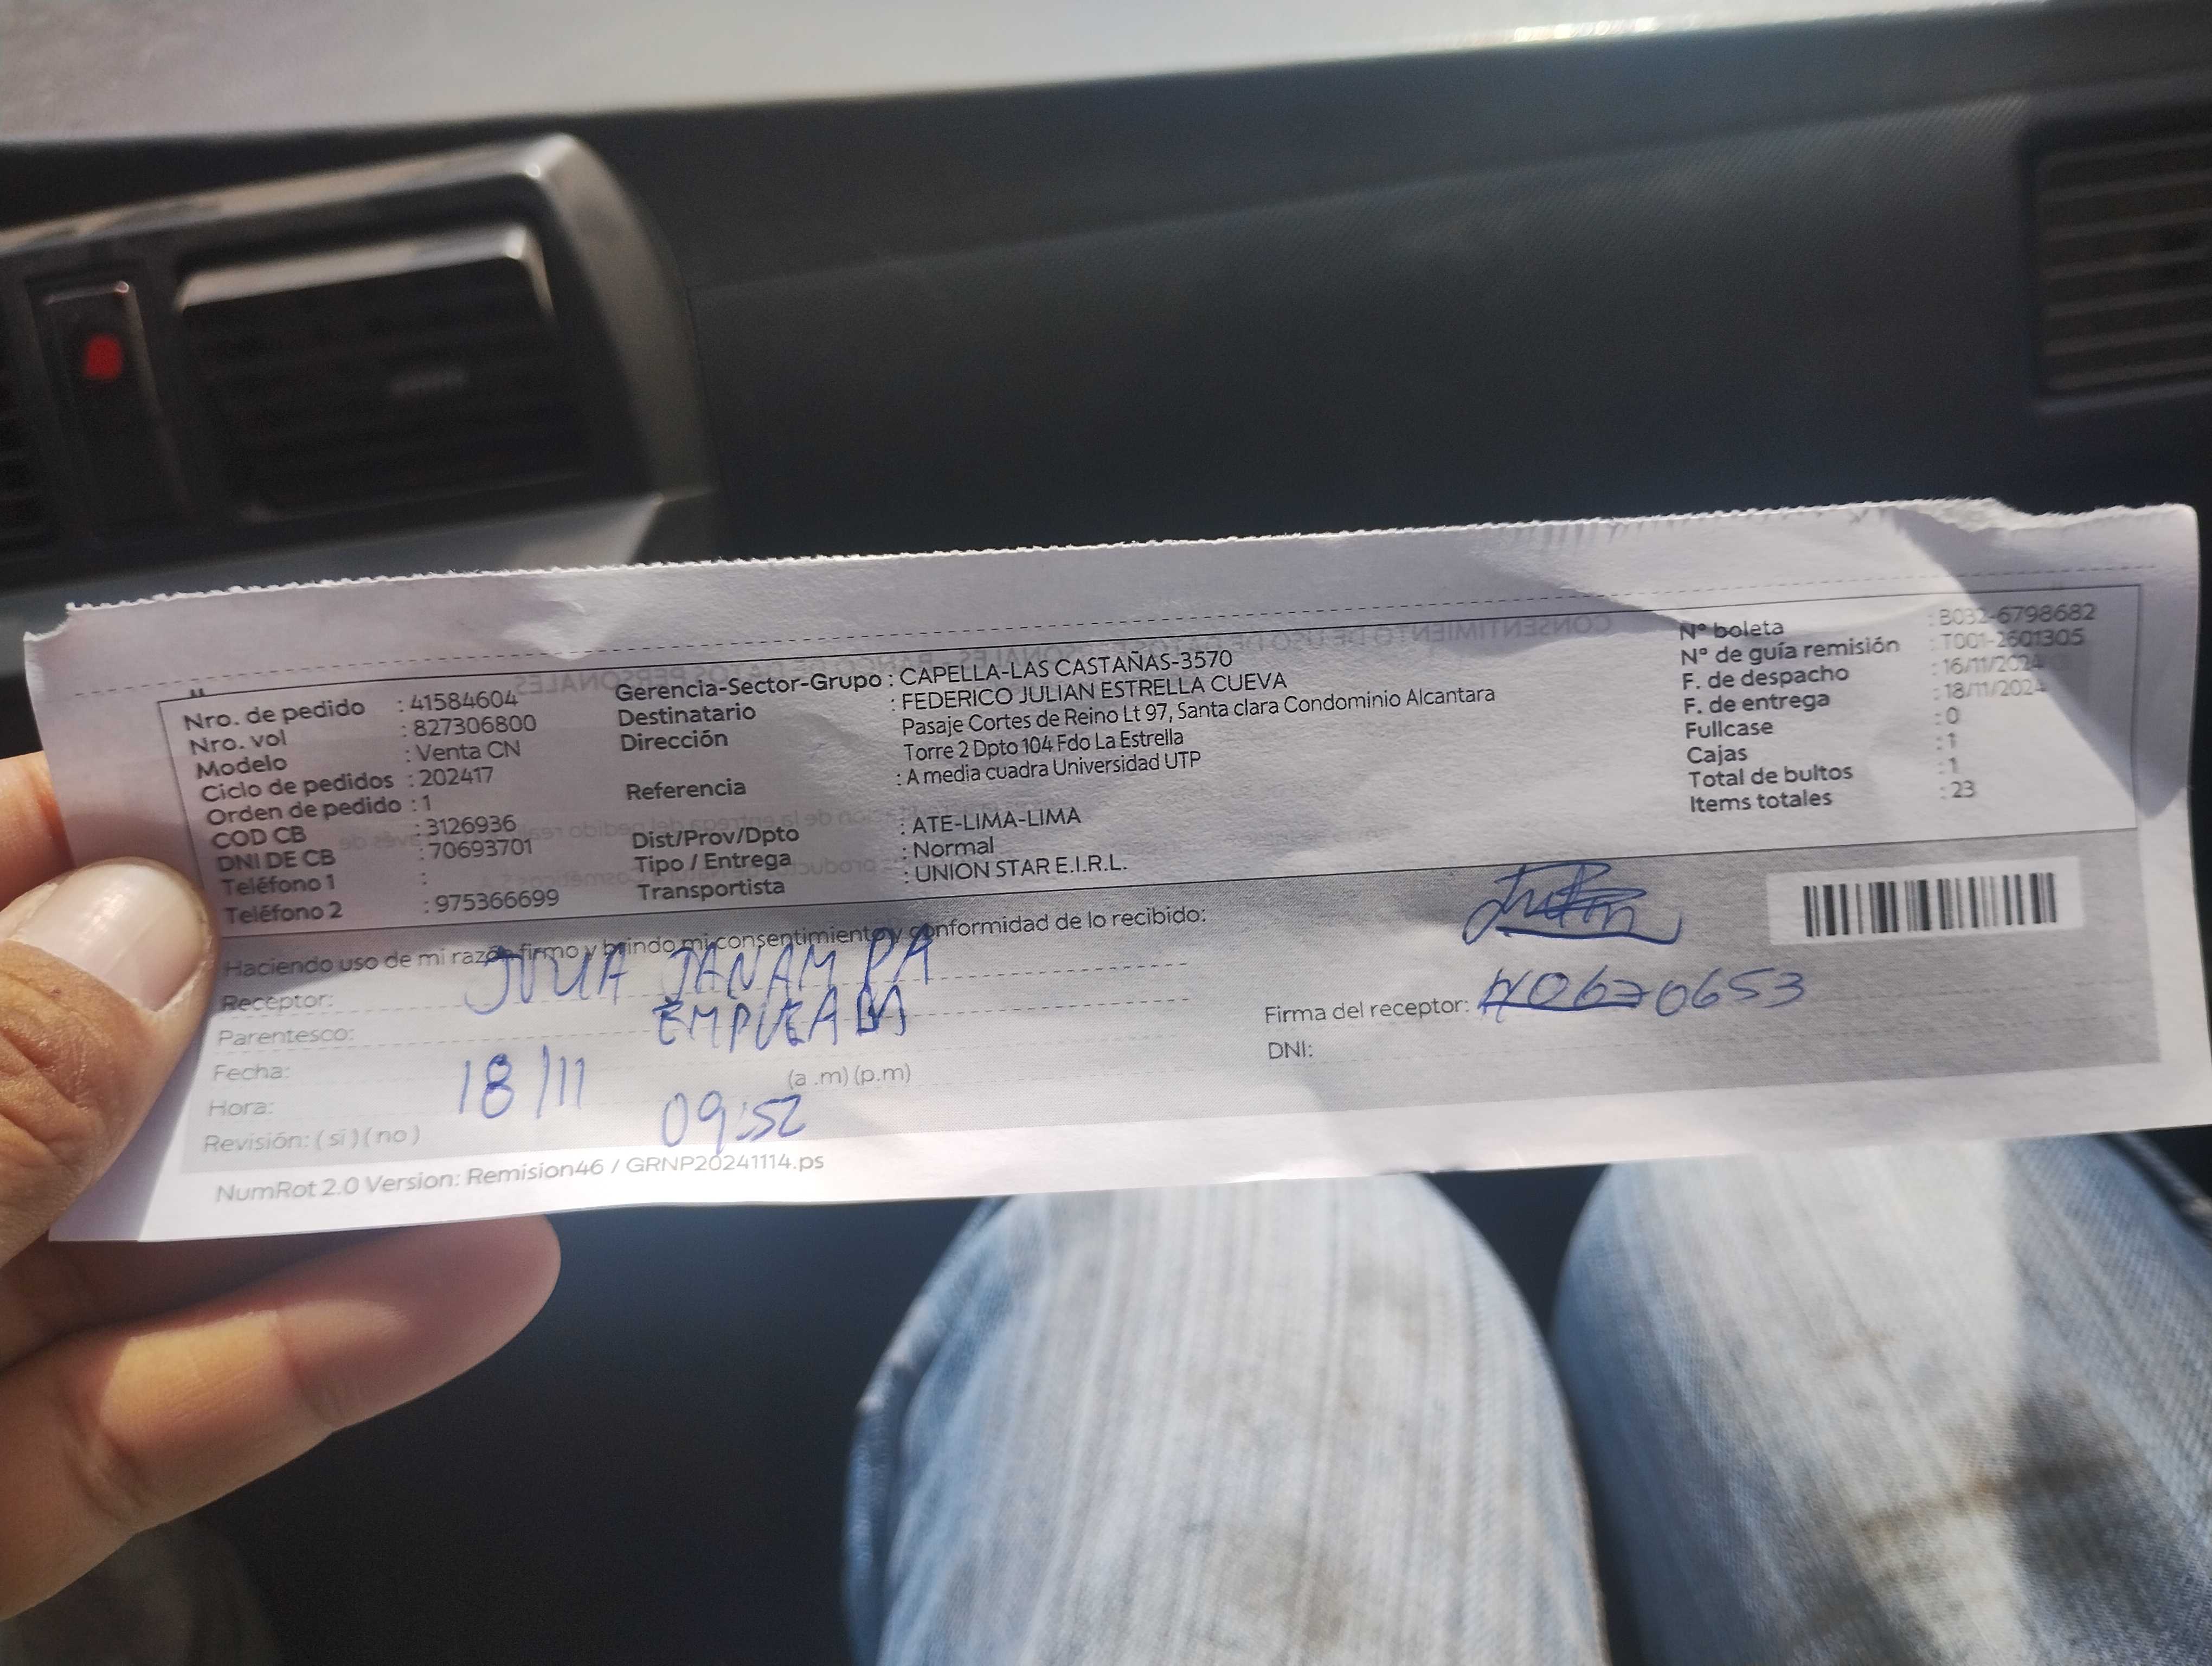 Nro. de pedido : 41584604
Nro. vol : 827306800
Modelo : Venta CN
Ciclo de pedidos : 202417
Orden de pedido : 1
COD CB : 3126936
DNI DE CB : 70693701
Teléfono 1 :
Teléfono 2 : 975366699
Gerencia-Sector-Grupo : CAPELLA-LAS CASTAÑAS-3570
Destinatario : FEDERICO JULIAN ESTRELLA CUEVA
Dirección Pasaje Cortes de Reino Lt 97, Santa clara Condominio Alcantara
Torre 2 Dpto 104 Fdo La Estrella
Referencia : A media cuadra Universidad UTP
Dist/Prov/Dpto : ATE-LIMA-LIMA
Tipo / Entrega : Normal
Transportista : UNION STAR E.I.R.L.
N° boleta : B032-6798682
N° de guía remisión : T001-2601305
F. de despacho : 16/11/2024
F. de entrega : 18/11/2024
Fullcase : 0
Cajas : 1
Total de bultos : 1
Items totales : 23
Haciendo uso de mi razón firmo y brindo mi consentimiento y conformidad de lo recibido:
Receptor: JULIA JANAMPA
Parentesco: EMPLEADA
Fecha: 18/11
Hora: 09:52 (a .m) (p.m)
Revisión: ( si ) ( no )
Firma del receptor:
DNI:
NumRot 2.0 Version: Remision46 / GRNP20241114.ps